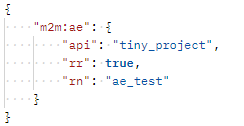 {
    "m2m:ae": {
        "api": "tiny_project",
        "rr": true,
        "rn": "ae_test"
    }
}